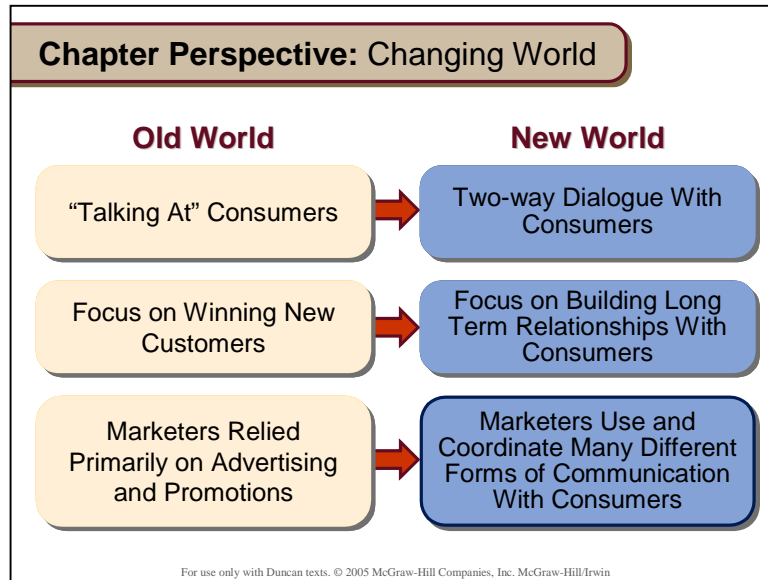 Chapter Perspective: Changing World
Old World
New World
“Talking At” Consumers
Two-way Dialogue With
Consumers
Focus on Winning New
Customers
Focus on Building Long
Term Relationships With
Consumers
Marketers Relied
Primarily on Advertising
and Promotions
Marketers Use and
Coordinate Many Different
Forms of Communication
With Consumers
For use only with Duncan texts. © 2005 McGraw-Hill Companies, Inc. McGraw-Hill/Irwin